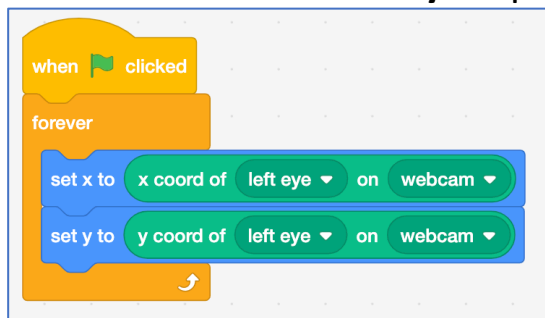 when clicked
forever
set x to x coord of left eye on webcam
set y to y coord of left eye on webcam